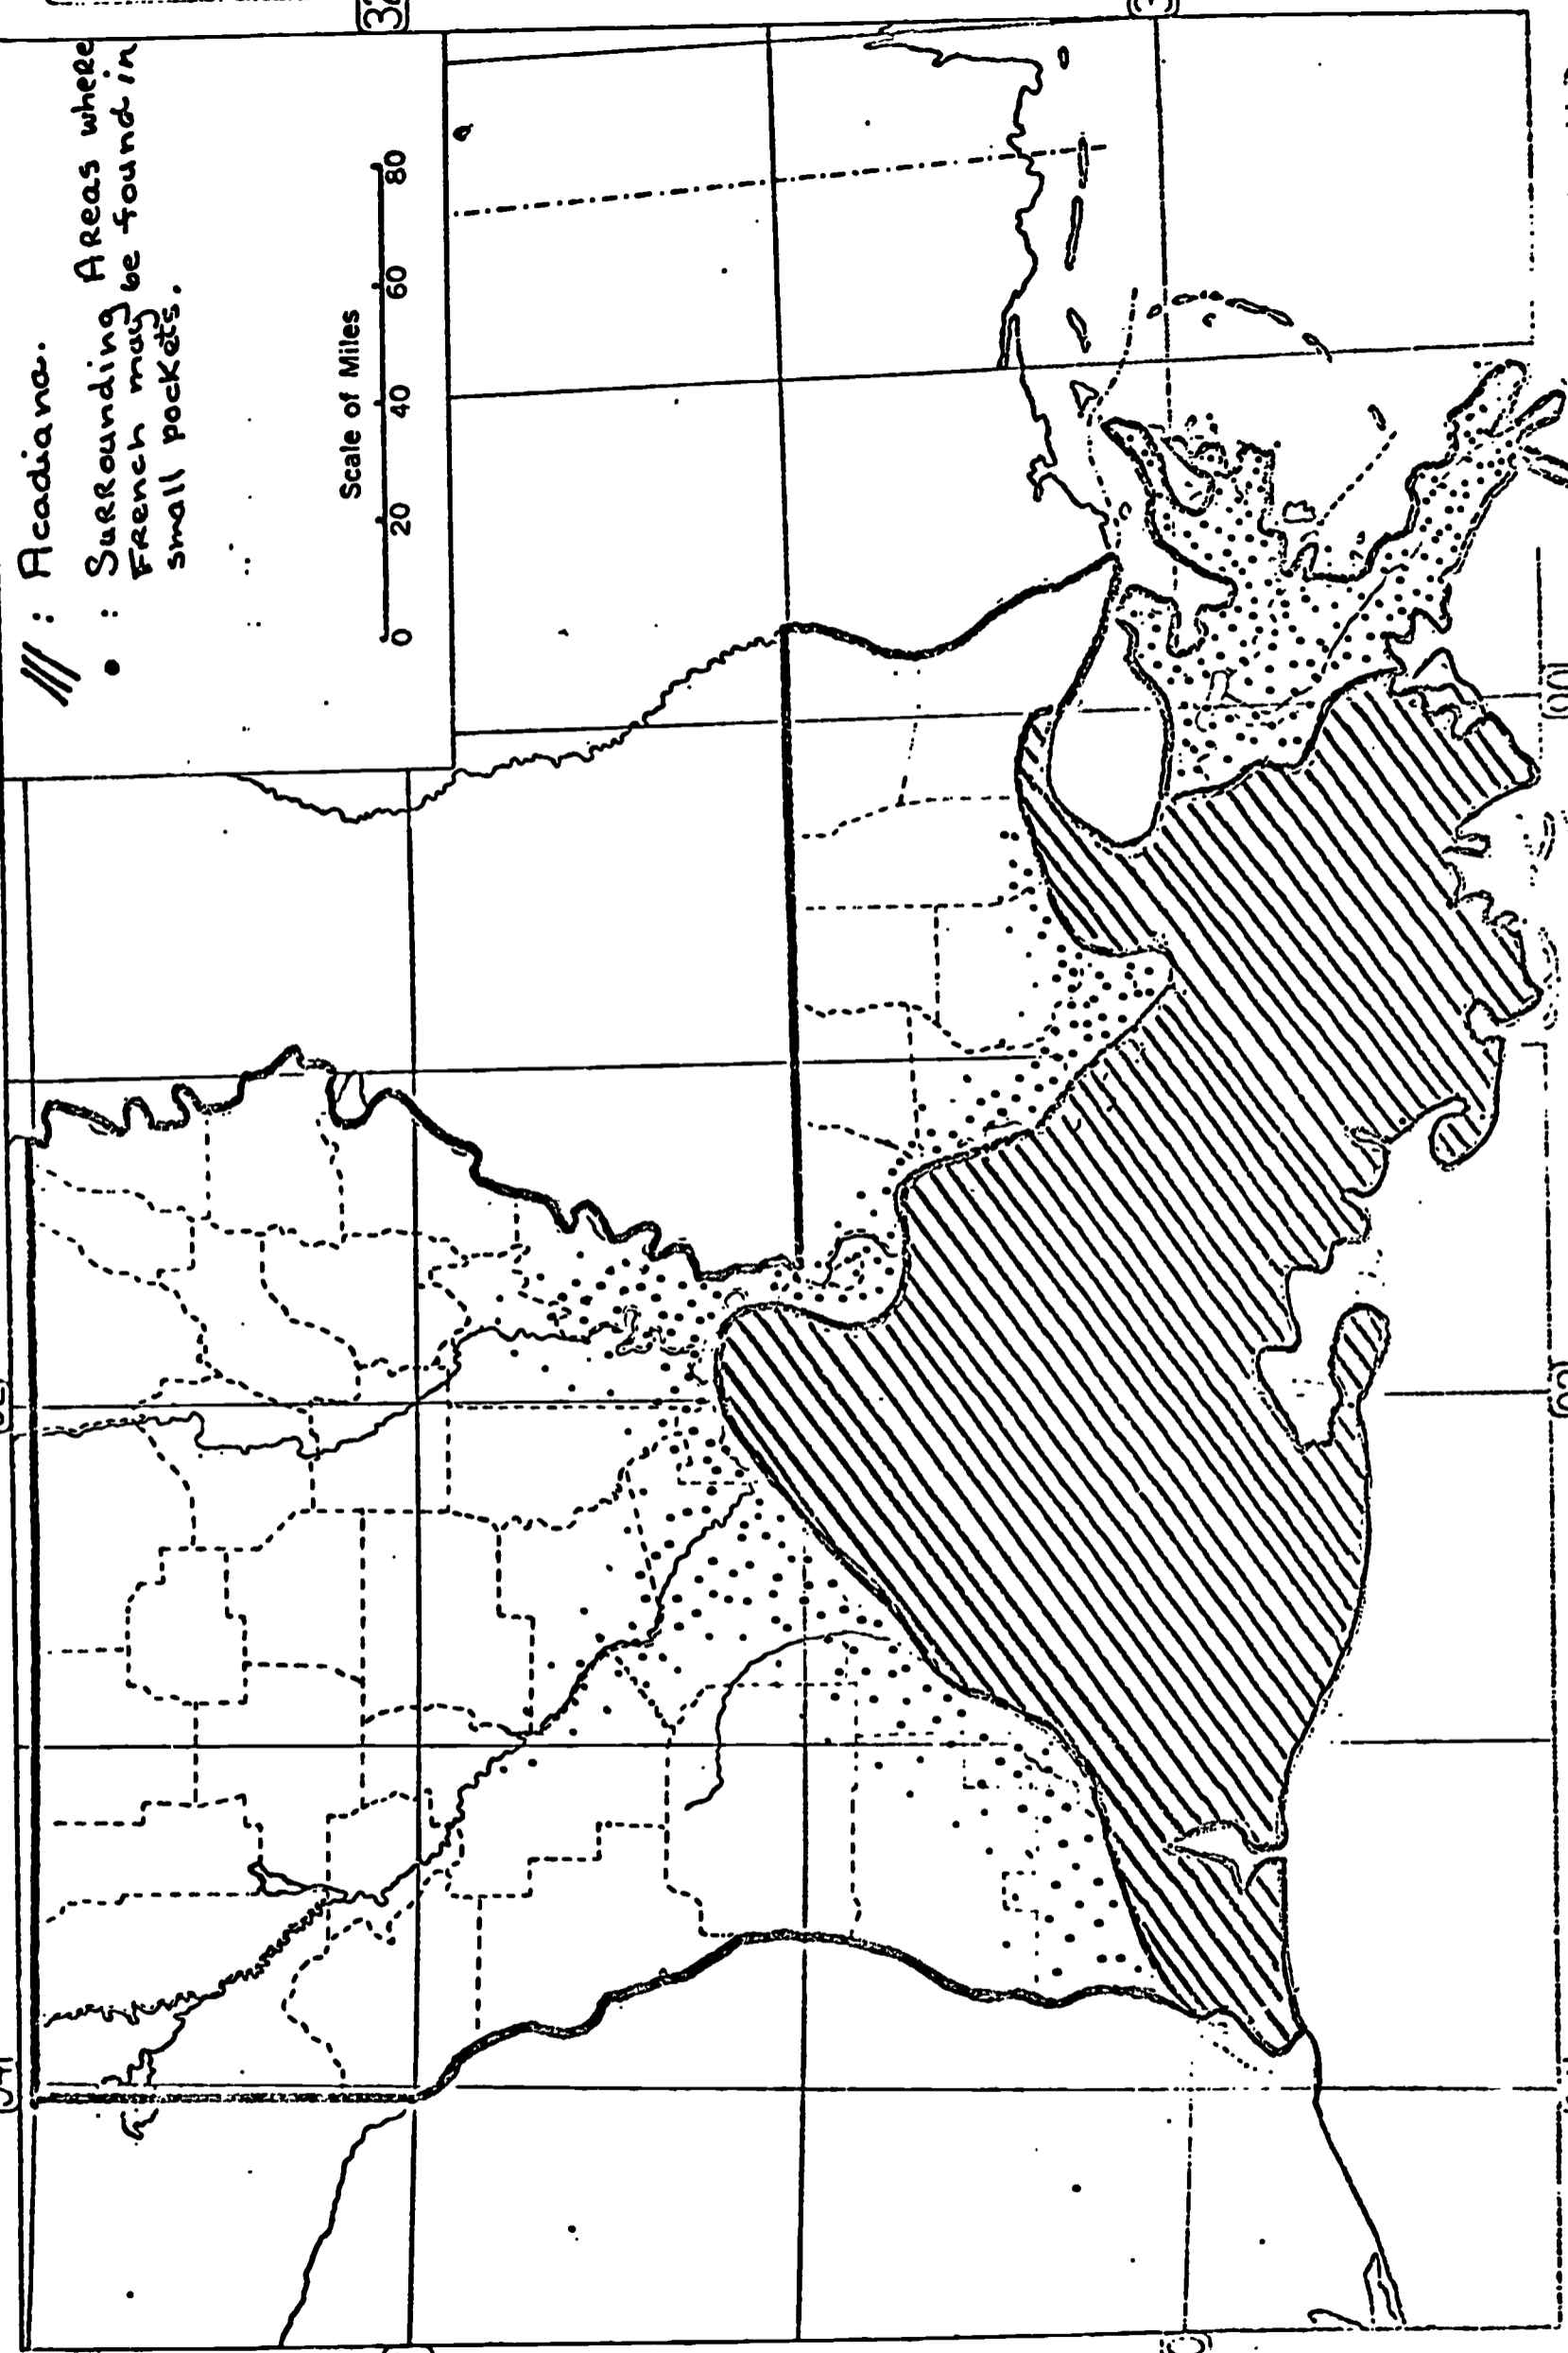 /// : Acadiana.
• : Surrounding Areas where
French may be found in
small pockets.
Scale of Miles
0 20 40 60 80